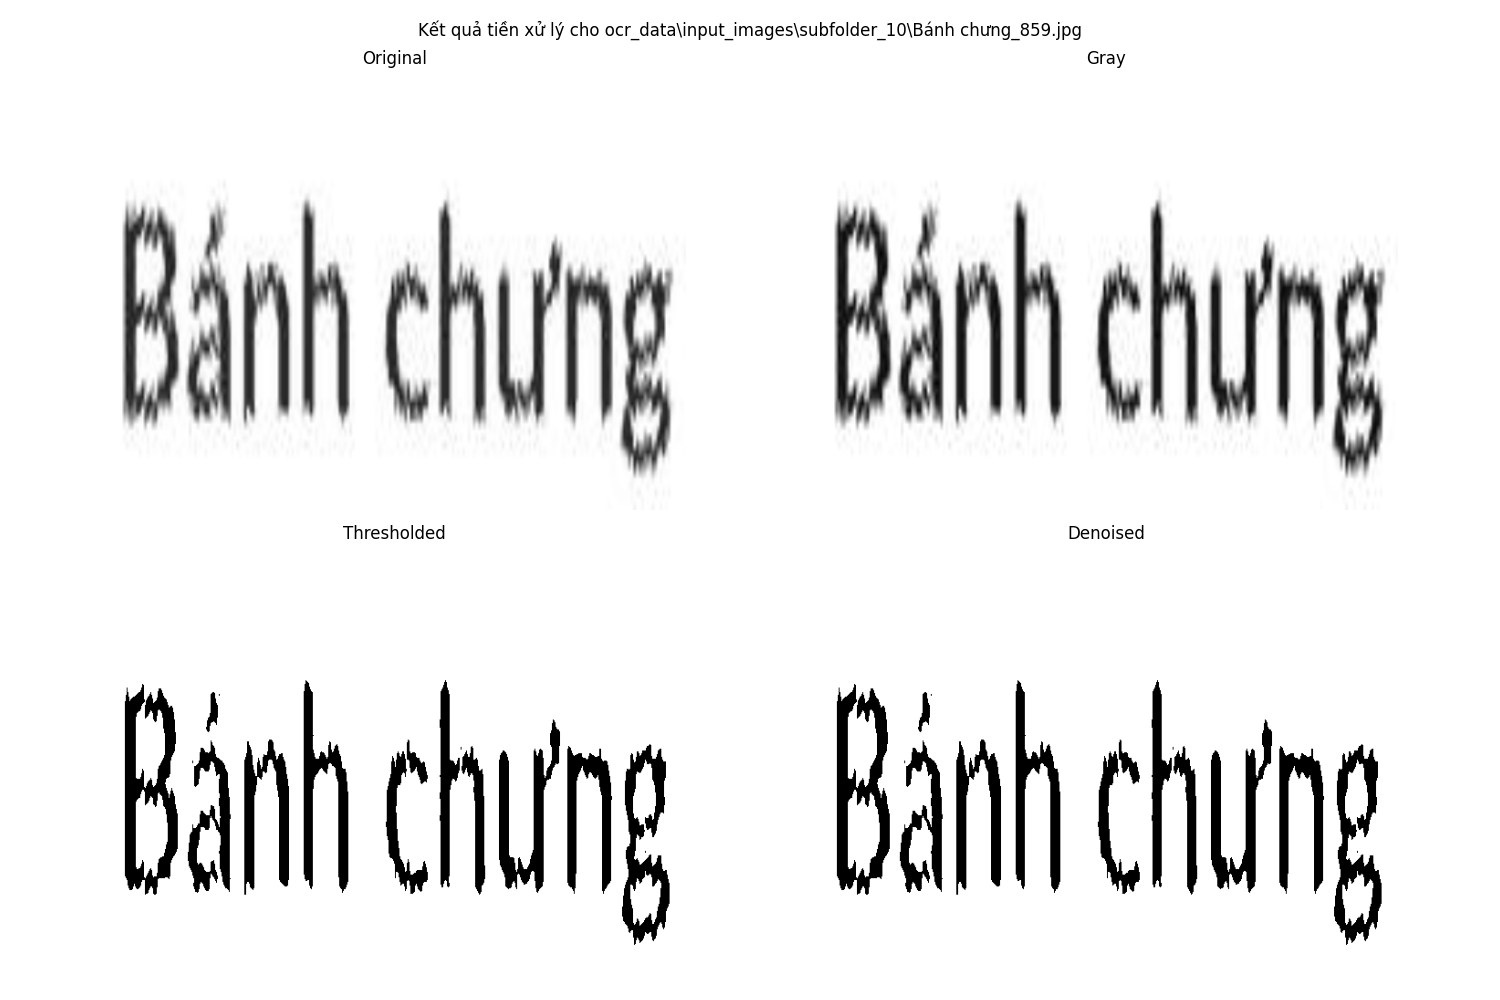 Kết quả tiền xử lý cho ocr_data\input_images\subfolder_10\Bánh chưng_859.jpg
Original
Gray
Bánh chưng
Bánh chưng
Thresholded
Denoised
Bánh chưng
Bánh chưng